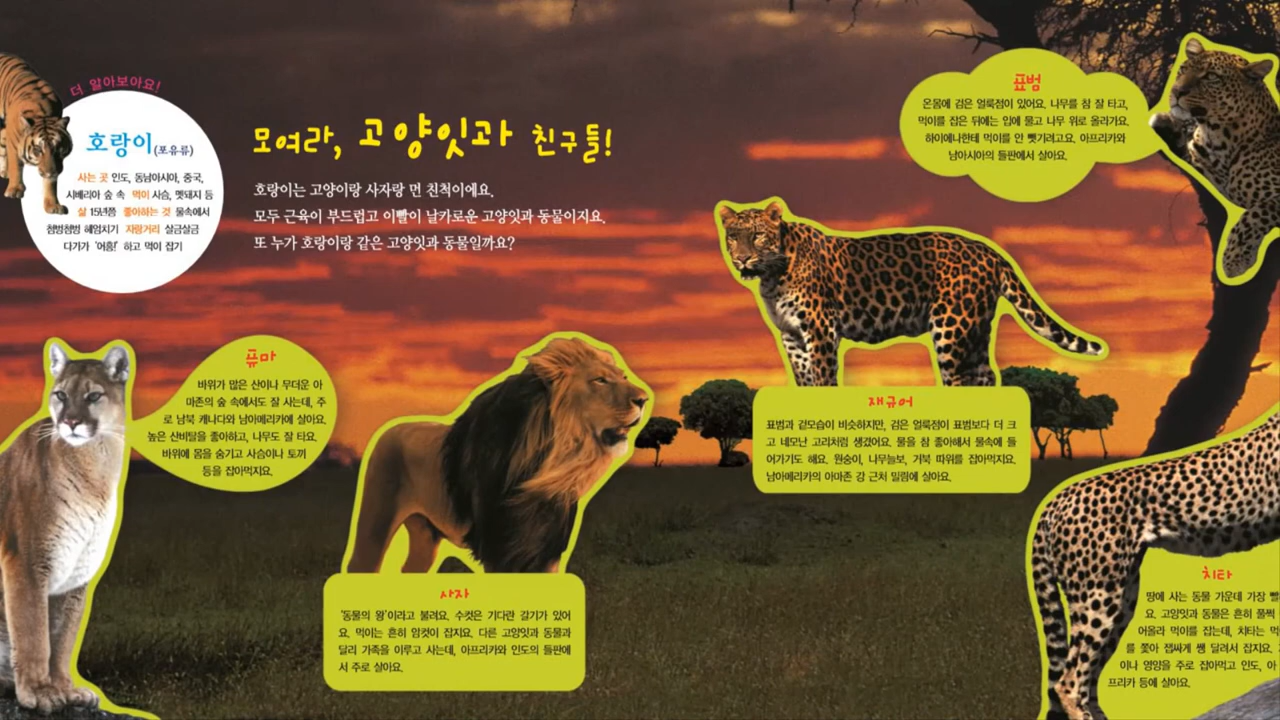 더 알아보아요!
호랑이(포유류)
사는 곳 인도, 동남아시아, 중국,
시베리아 숲 속 먹이 사슴, 멧돼지 등
삶 15년쯤 좋아하는 것 물속에서
첨벙첨벙 헤엄치기 자랑거리 살금살금
다가가 '어흥!' 하고 먹이 잡기
모여라, 고양잇과 친구들!
호랑이는 고양이랑 사자랑 먼 친척이에요.
모두 근육이 부드럽고 이빨이 날카로운 고양잇과 동물이지요.
또 누가 호랑이랑 같은 고양잇과 동물일까요?
표범
온몸에 검은 얼룩점이 있어요. 나무를 참 잘 타고,
먹이를 잡은 뒤에는 입에 물고 나무 위로 올라가요.
하이에나한테 먹이를 안 뺏기려고요. 아프리카와
남아시아의 들판에서 살아요.
퓨마
바위가 많은 산이나 무더운 아
마존의 숲 속에서도 잘 사는데, 주
로 남북 캐나다와 남아메리카에 살아요.
높은 산비탈을 좋아하고, 나무도 잘 타요.
바위에 몸을 숨기고 사슴이나 토끼
등을 잡아먹지요.
재규어
표범과 겉모습이 비슷하지만, 검은 얼룩점이 표범보다 더 크
고 네모난 고리처럼 생겼어요. 물을 참 좋아해서 물속에 들
어가기도 해요. 원숭이, 나무늘보, 거북 따위를 잡아먹지요.
남아메리카의 아마존 강 근처 밀림에 살아요.
사자
'동물의 왕'이라고 불려요. 수컷은 기다란 갈기가 있어
요. 먹이는 흔히 암컷이 잡지요. 다른 고양잇과 동물과
달리 가족을 이루고 사는데, 아프리카와 인도의 들판에
서 주로 살아요.
치타
땅에 사는 동물 가운데 가장 빨
요. 고양잇과 동물은 흔히 펄쩍
어올라 먹이를 잡는데, 치타는 먹
를 쫓아 잽싸게 쌩 달려서 잡지요.
이나 영양을 주로 잡아먹고 인도, 아
프리카 등에 살아요.